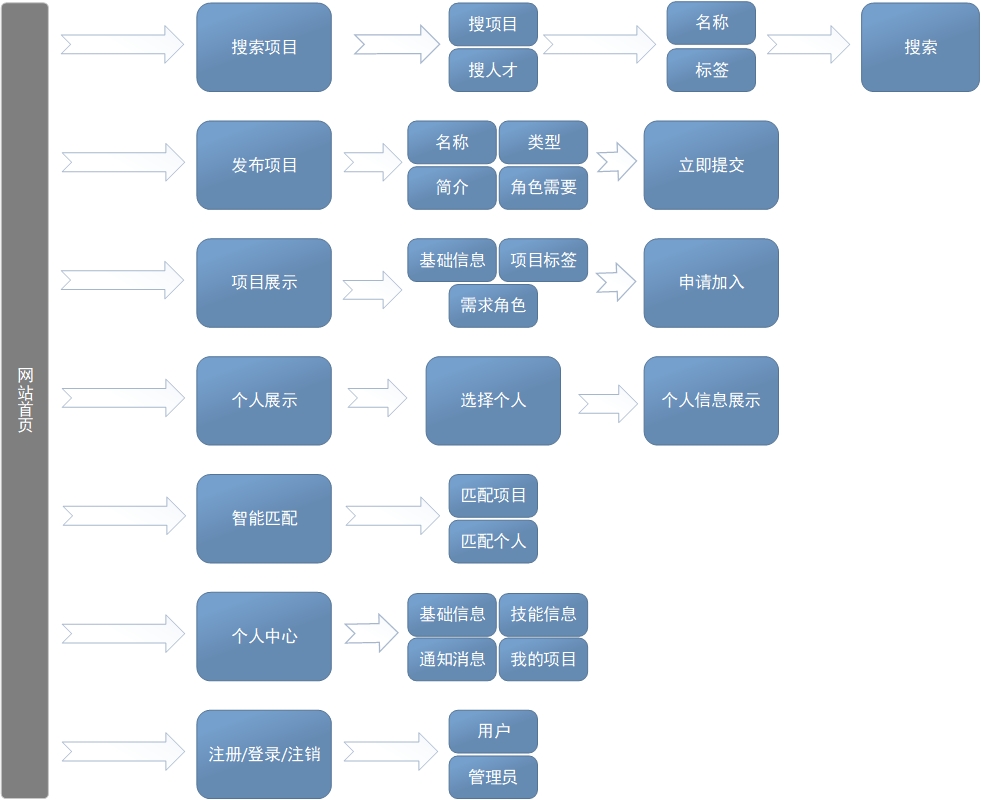 网站首页
搜索项目
搜项目
搜人才
名称
标签
搜索
发布项目
名称
类型
简介
角色需要
立即提交
项目展示
基础信息
项目标签
需求角色
申请加入
个人展示
选择个人
个人信息展示
智能匹配
匹配项目
匹配个人
个人中心
基础信息
技能信息
通知消息
我的项目
注册/登录/注销
用户
管理员